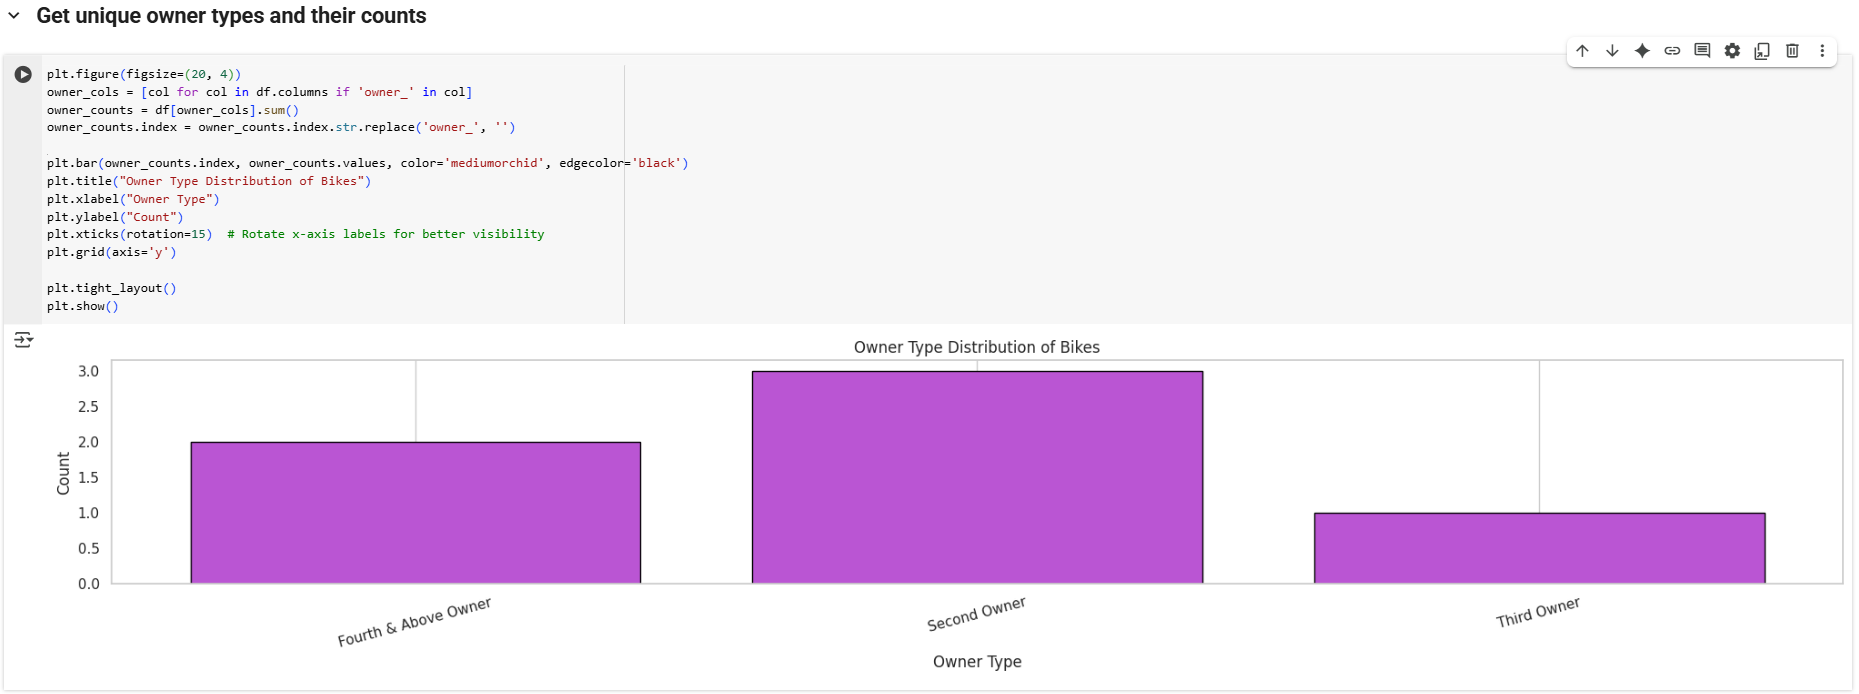 Get unique owner types and their counts
plt.figure(figsize=(20, 4))
owner_cols = [col for col in df.columns if 'owner_' in col]
owner_counts = df[owner_cols].sum()
owner_counts.index = owner_counts.index.str.replace('owner_', '')
plt.bar(owner_counts.index, owner_counts.values, color='mediumorchid', edgecolor='black')
plt.title("Owner Type Distribution of Bikes")
plt.xlabel("Owner Type")
plt.ylabel("Count")
plt.xticks(rotation=15)  # Rotate x-axis labels for better visibility
plt.grid(axis='y')
plt.tight_layout()
plt.show()
Owner Type Distribution of Bikes
3.0
2.5
2.0
1.5
1.0
0.5
0.0
Count
Fourth & Above Owner
Second Owner
Third Owner
Owner Type